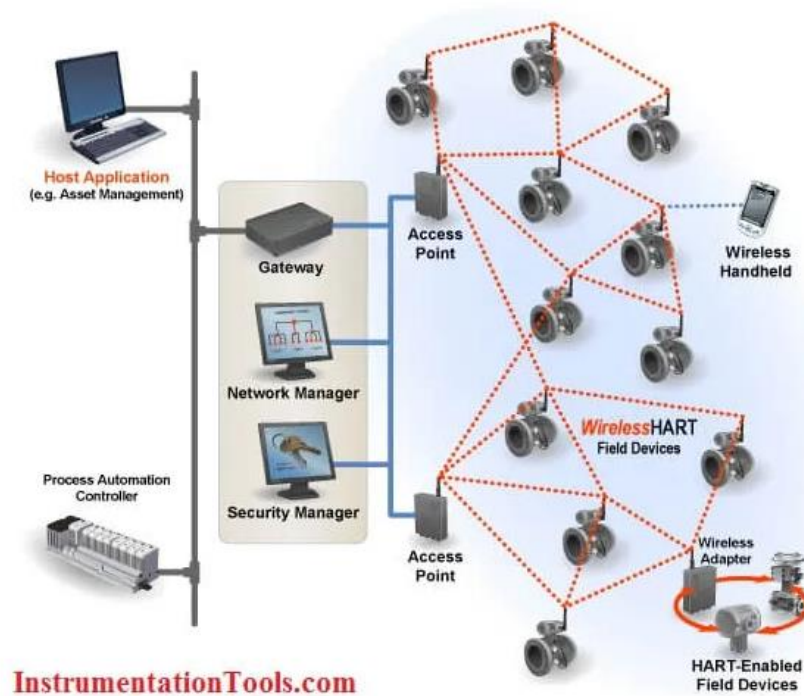 Host Application
(e.g. Asset Management)
Gateway
Access
Point
Wireless
Handheld
Network Manager
WirelessHART
Field Devices
Process Automation
Controller
Security Manager
Access
Point
Wireless
Adapter
HART-Enabled
Field Devices
InstrumentationTools.com